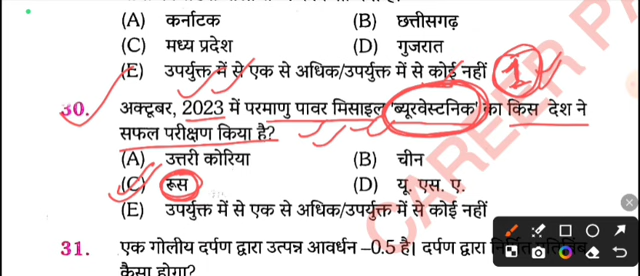 (A) कर्नाटक (B) छत्तीसगढ़
(C) मध्य प्रदेश (D) गुजरात
(E) उपर्युक्त में से एक से अधिक/उपर्युक्त में से कोई नहीं 1
30. अक्टूबर, 2023 में परमाणु पावर मिसाइल 'ब्यूरवेस्टनिक' का किस देश ने
सफल परीक्षण किया है?
(A) उत्तरी कोरिया (B) चीन
(C) रूस (D) यू. एस. ए.
(E) उपर्युक्त में से एक से अधिक/उपर्युक्त में से कोई नहीं
31. एक गोलीय दर्पण द्वारा उत्पन्न आवर्धन –0.5 है। दर्पण द्वारा
कैसा होगा?
CAREER P